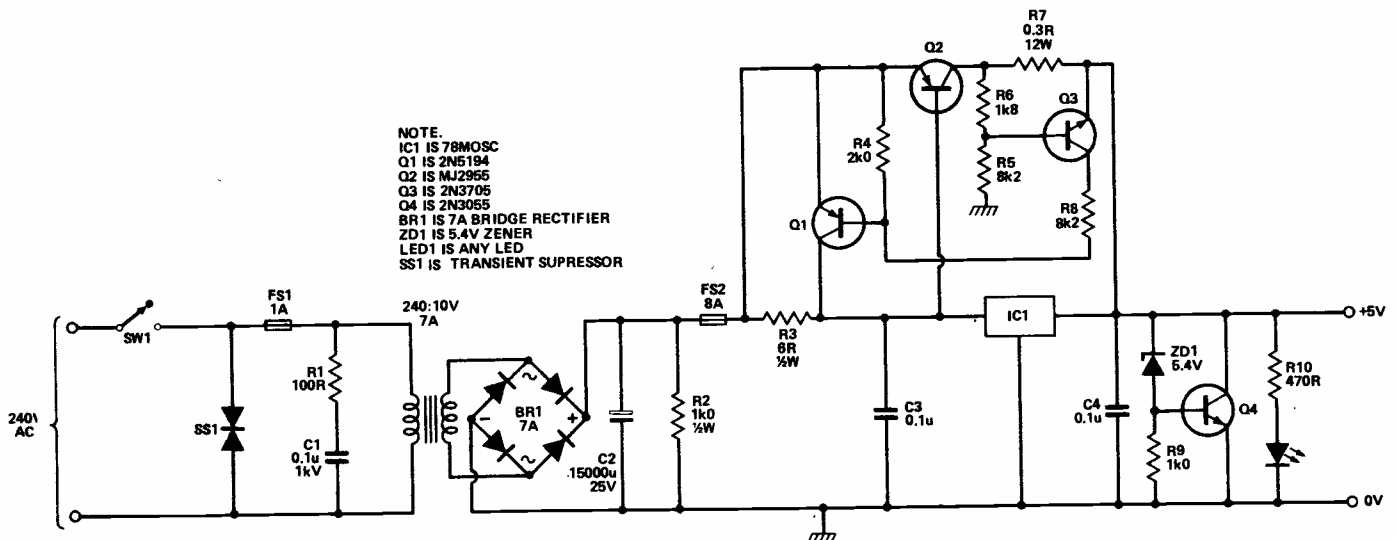 R7
0.3R
12W
Q2
R6
1k8
Q3
NOTE.
IC1 IS 78MOSC
Q1 IS 2N5194
Q2 IS MJ2955
Q3 IS 2N3705
Q4 IS 2N3055
BR1 IS 7A BRIDGE RECTIFIER
ZD1 IS 5.4V ZENER
LED1 IS ANY LED
SS1 IS TRANSIENT SUPRESSOR
R4
2k0
R5
8k2
Q1
R8
8k2
FS1
1A
240:10V
7A
FS2
8A
SW1
R3
6R
½W
IC1
+5V
ZD1
5.4V
R10
470R
R1
100R
240V
AC
SS1
C1
0.1u
1kV
~
BR1
7A
- +
~
C2
15000u
25V
R2
1k0
½W
C3
0.1u
C4
0.1u
Q4
R9
1k0
0V